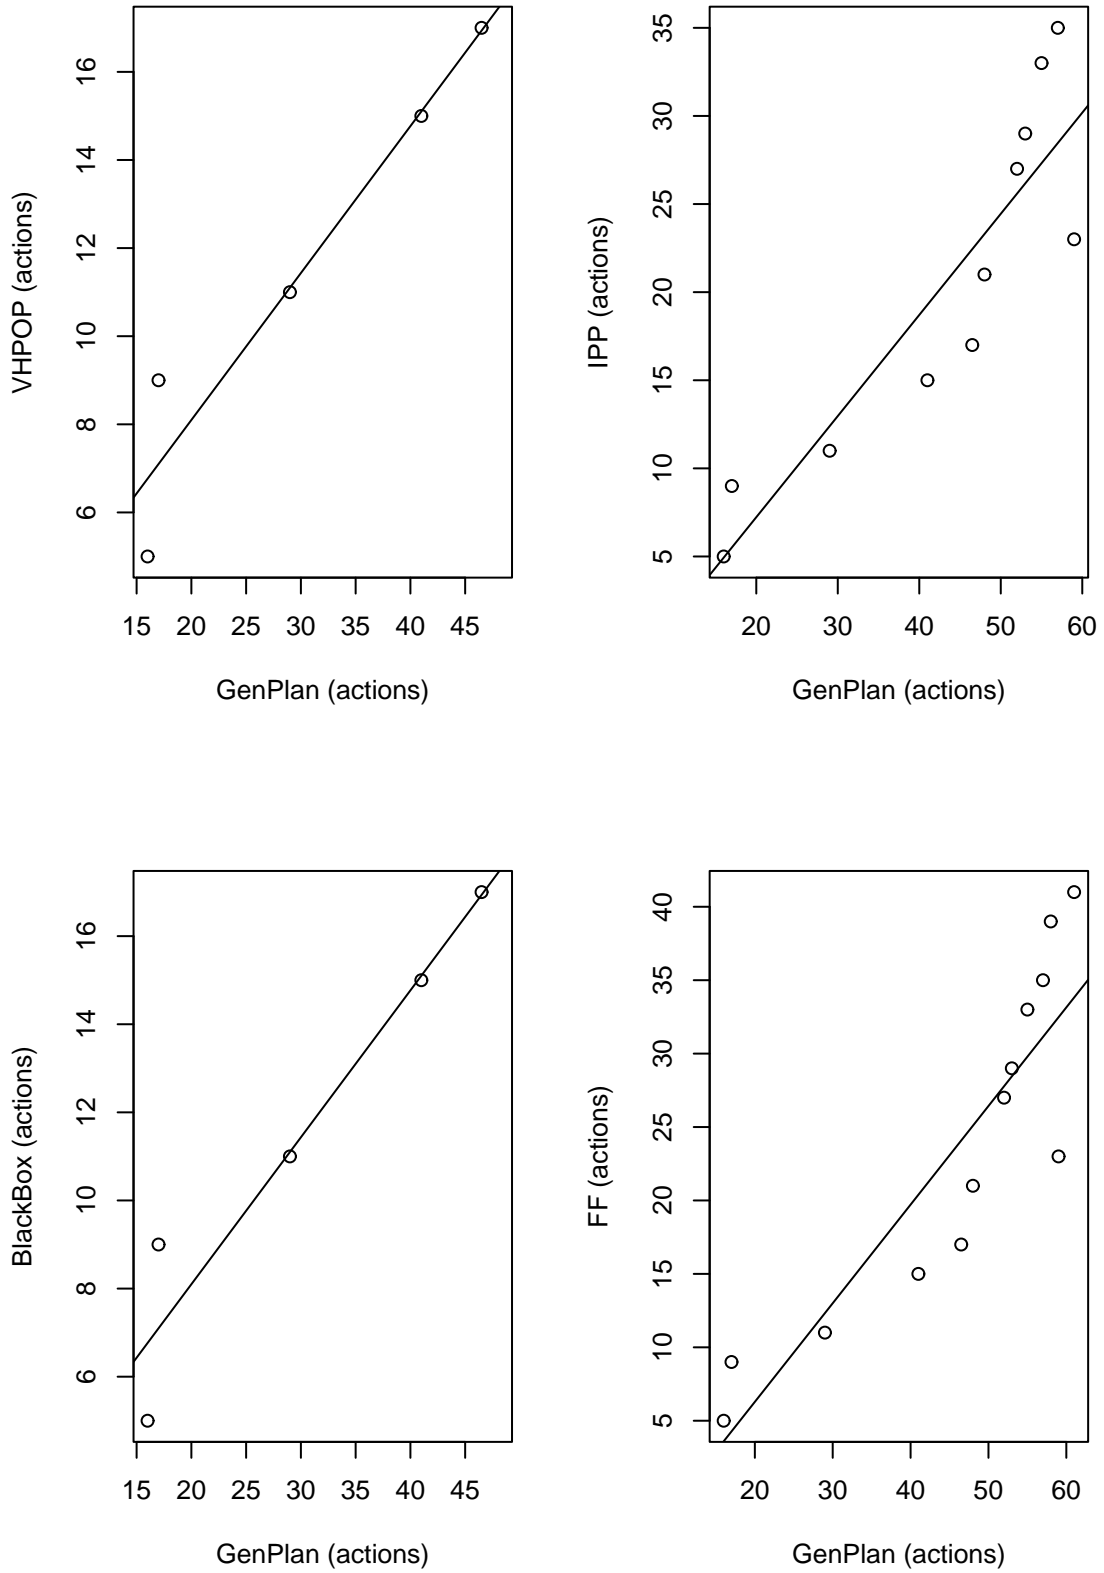 VHPOP (actions)
6 8 10 12 14 16
15 20 25 30 35 40 45
GenPlan (actions)
IPP (actions)
5 10 15 20 25 30 35
20 30 40 50 60
GenPlan (actions)
BlackBox (actions)
6 8 10 12 14 16
15 20 25 30 35 40 45
GenPlan (actions)
FF (actions)
5 10 15 20 25 30 35 40
20 30 40 50 60
GenPlan (actions)